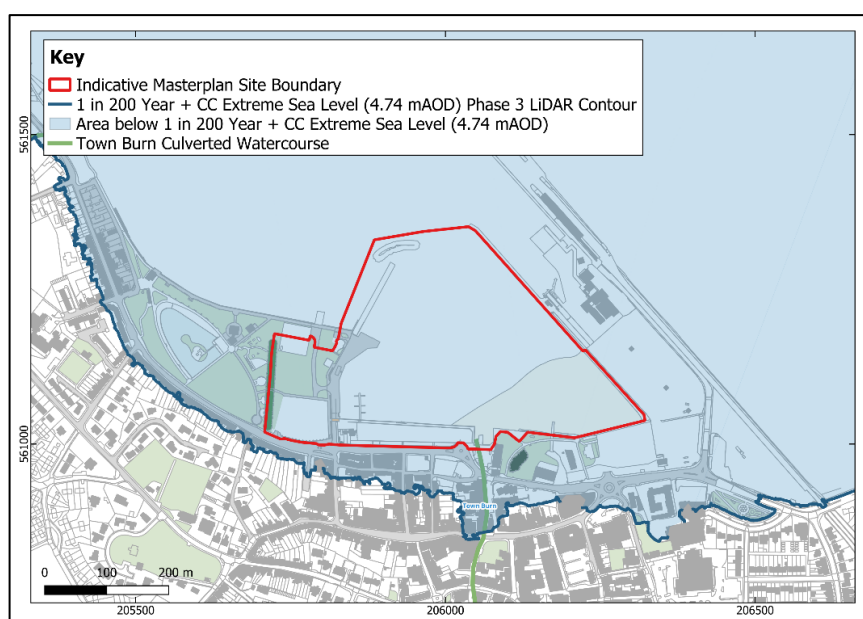 Key
Indicative Masterplan Site Boundary
1 in 200 Year + CC Extreme Sea Level (4.74 mAOD) Phase 3 LiDAR Contour
Area below 1 in 200 Year + CC Extreme Sea Level (4.74 mAOD)
Town Burn Culverted Watercourse
561500
561000
Town Burn
0 100 200 m
205500 206000 206500